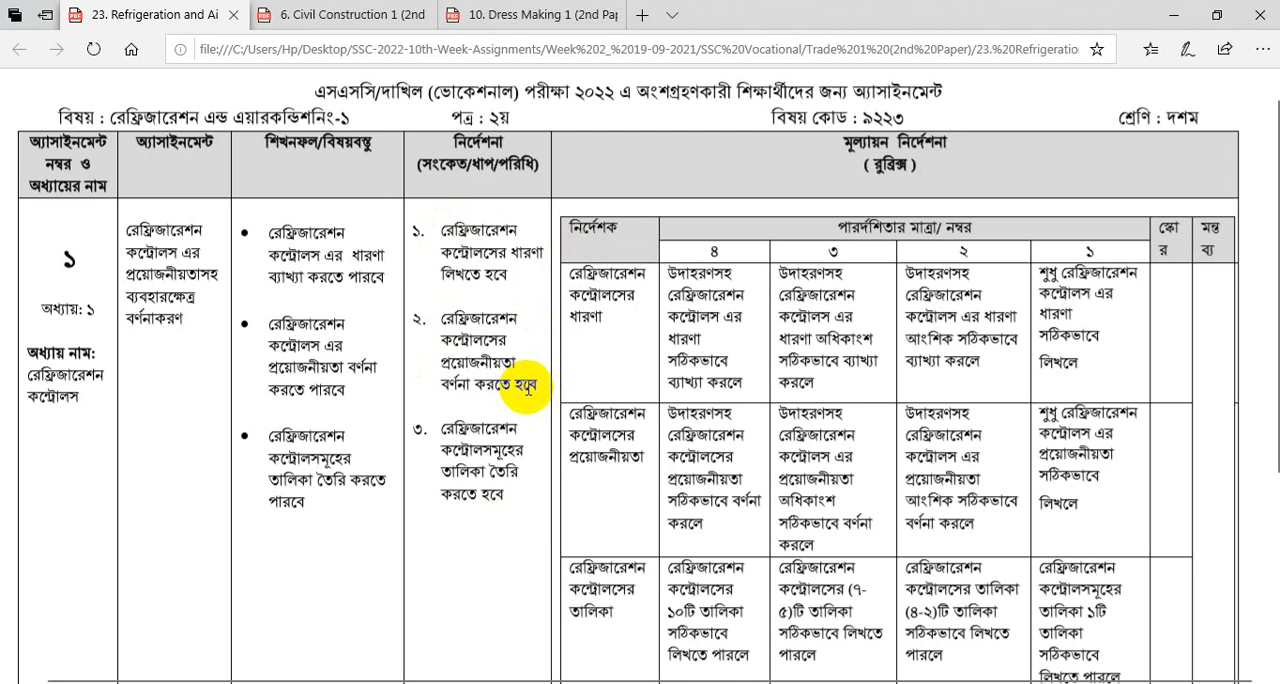 23. Refrigeration and Ai
6. Civil Construction 1 (2nd
10. Dress Making 1 (2nd Pap
file:///C:/Users/Hp/Desktop/SSC-2022-10th-Week-Assignments/Week%202_%2019-09-2021/SSC%20Vocational/Trade%201%20(2nd%20Paper)/23.%20Refrigeratio
এসএসসি/দাখিল (ভোকেশনাল) পরীক্ষা ২০২২ এ অংশগ্রহণকারী শিক্ষার্থীদের জন্য অ্যাসাইনমেন্ট
বিষয় : রেফ্রিজারেশন এন্ড এয়ারকন্ডিশনিং-১ পত্র : ২য় বিষয় কোড : ৯২২৩ শ্রেণি : দশম
অ্যাসাইনমেন্ট
নম্বর ও
অধ্যায়ের নাম
অ্যাসাইনমেন্ট
শিখনফল/বিষয়বস্তু
নির্দেশনা
(সংকেত/ধাপ/পরিধি)
মূল্যায়ন নির্দেশনা
( রুব্রিক্স )
১
অধ্যায়: ১
অধ্যায় নাম:
রেফ্রিজারেশন
কন্ট্রোলস
রেফ্রিজারেশন
কন্ট্রোলস এর
প্রয়োজনীয়তাসহ
ব্যবহারক্ষেত্র
বর্ণনাকরণ
• রেফ্রিজারেশন
কন্ট্রোলস এর ধারণা
ব্যাখ্যা করতে পারবে
• রেফ্রিজারেশন
কন্ট্রোলস এর
প্রয়োজনীয়তা বর্ণনা
করতে পারবে
• রেফ্রিজারেশন
কন্ট্রোলসমূহের
তালিকা তৈরি করতে
পারবে
১. রেফ্রিজারেশন
কন্ট্রোলসের ধারণা
লিখতে হবে
২. রেফ্রিজারেশন
কন্ট্রোলসের
প্রয়োজনীয়তা
বর্ণনা করতে হবে
৩. রেফ্রিজারেশন
কন্ট্রোলসমূহের
তালিকা তৈরি
করতে হবে
নির্দেশক
পারদর্শিতার মাত্রা/ নম্বর
স্কো
র
মন্ত
ব্য
৪ ৩ ২ ১
রেফ্রিজারেশন
কন্ট্রোলসের
ধারণা
উদাহরণসহ
রেফ্রিজারেশন
কন্ট্রোলস এর
ধারণা
সঠিকভাবে
ব্যাখ্যা করলে
উদাহরণসহ
রেফ্রিজারেশন
কন্ট্রোলস এর
ধারণা অধিকাংশ
সঠিকভাবে ব্যাখ্যা
করলে
উদাহরণসহ
রেফ্রিজারেশন
কন্ট্রোলস এর ধারণা
আংশিক সঠিকভাবে
ব্যাখ্যা করলে
শুধু রেফ্রিজারেশন
কন্ট্রোলস এর
ধারণা
সঠিকভাবে
লিখলে
রেফ্রিজারেশন
কন্ট্রোলসের
প্রয়োজনীয়তা
উদাহরণসহ
রেফ্রিজারেশন
কন্ট্রোলসের
প্রয়োজনীয়তা
সঠিকভাবে বর্ণনা
করলে
উদাহরণসহ
রেফ্রিজারেশন
কন্ট্রোলস এর
প্রয়োজনীয়তা
অধিকাংশ
সঠিকভাবে বর্ণনা
করলে
উদাহরণসহ
রেফ্রিজারেশন
কন্ট্রোলস এর
প্রয়োজনীয়তা
আংশিক সঠিকভাবে
বর্ণনা করলে
শুধু রেফ্রিজারেশন
কন্ট্রোলস এর
প্রয়োজনীয়তা
সঠিকভাবে
লিখলে
রেফ্রিজারেশন
কন্ট্রোলসের
তালিকা
রেফ্রিজারেশন
কন্ট্রোলসের
১০টি তালিকা
সঠিকভাবে
লিখতে পারলে
রেফ্রিজারেশন
কন্ট্রোলসের (৭-
৫)টি তালিকা
সঠিকভাবে লিখতে
পারলে
রেফ্রিজারেশন
কন্ট্রোলসের তালিকা
(৪-২)টি তালিকা
সঠিকভাবে লিখতে
পারলে
রেফ্রিজারেশন
কন্ট্রোলসমূহের
তালিকা ১টি
তালিকা
সঠিকভাবে
লিখতে পারলে